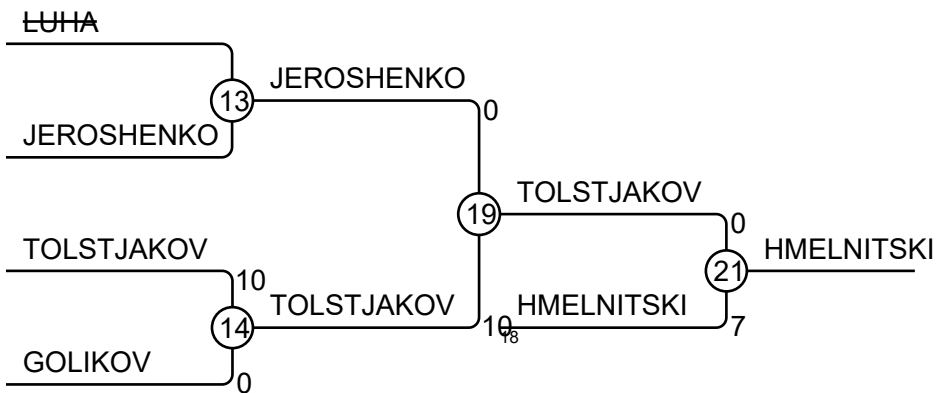 LUHA
JEROSHENKO
13
JEROSHENKO
0
TOLSTJAKOV
19
0
TOLSTJAKOV
HMELNITSKI
10
21
TOLSTJAKOV
HMELNITSKI
14
10
18
7
GOLIKOV
0